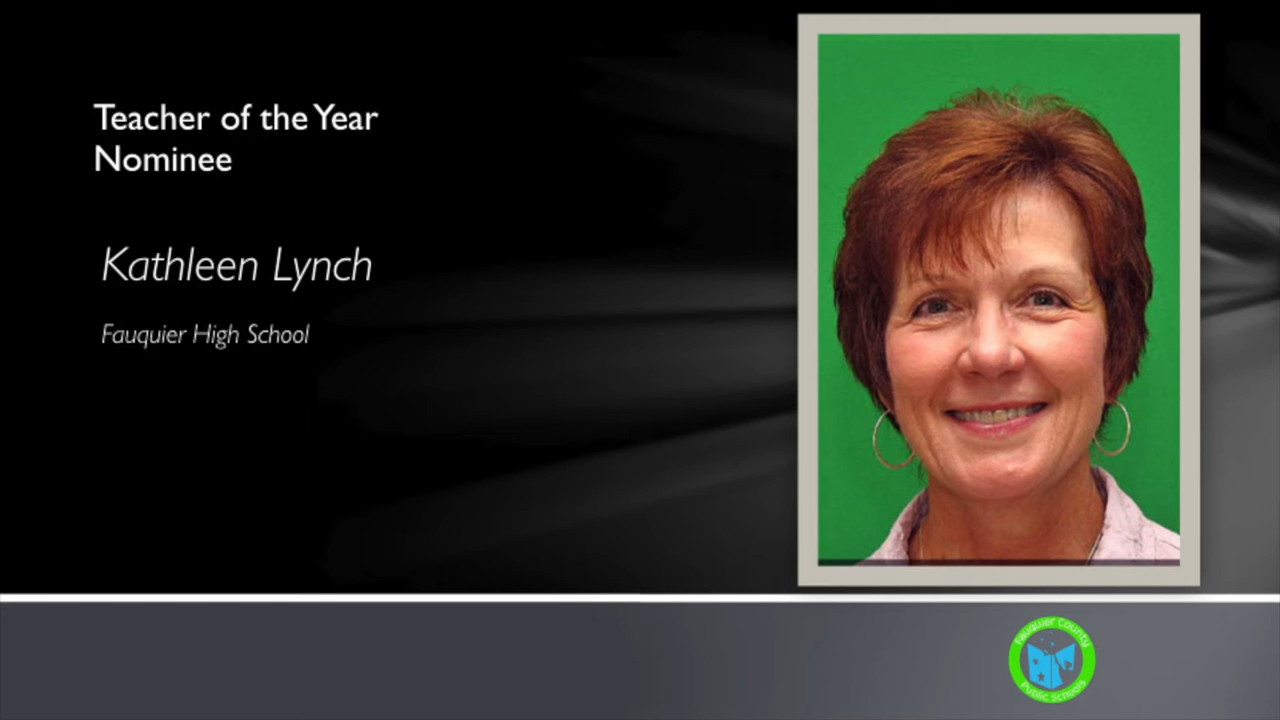 Teacher of the Year
Nominee
Kathleen Lynch
Fauquier High School
Fauquier County
Public Schools